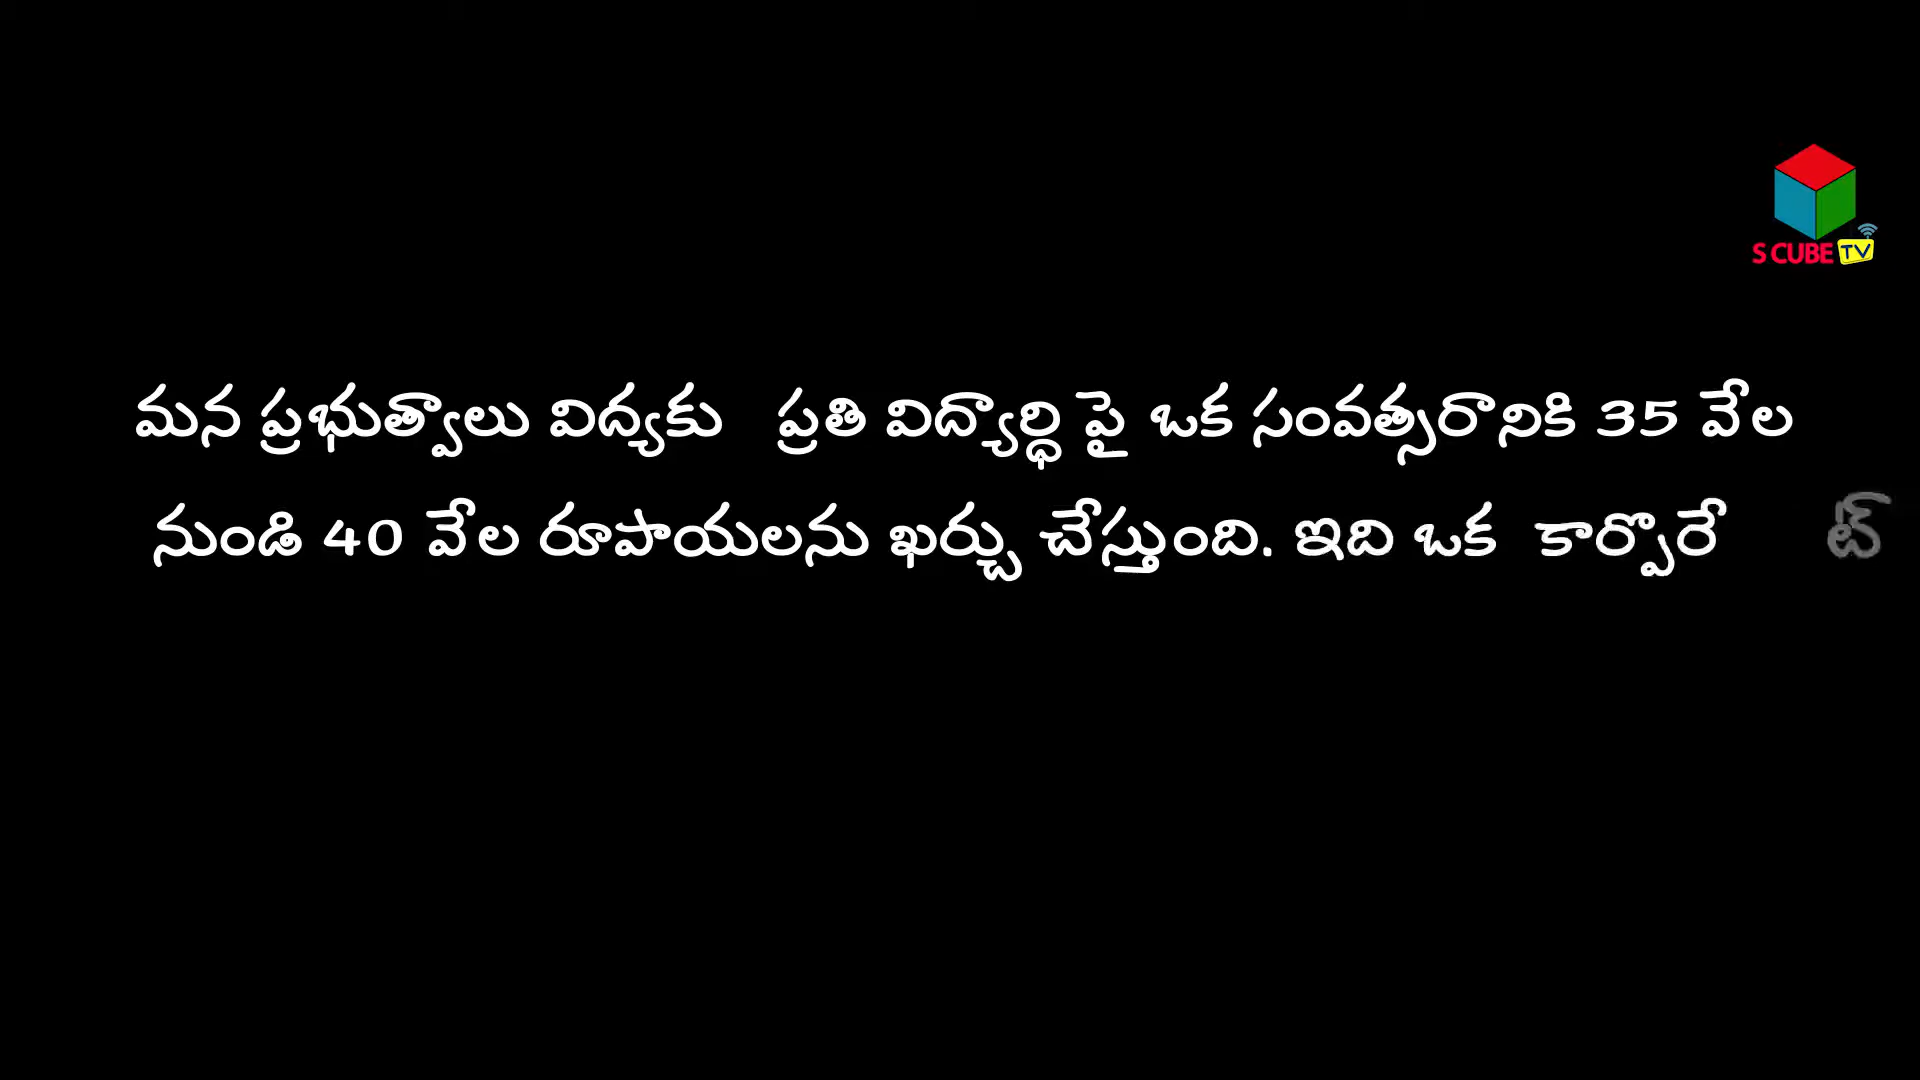 S CUBE TV
మన ప్రభుత్వాలు విద్యకు ప్రతి విద్యార్థి పై ఒక సంవత్సరానికి 35 వేల
నుండి 40 వేల రూపాయలను ఖర్చు చేస్తుంది. ఇది ఒక కార్పొరే ట్